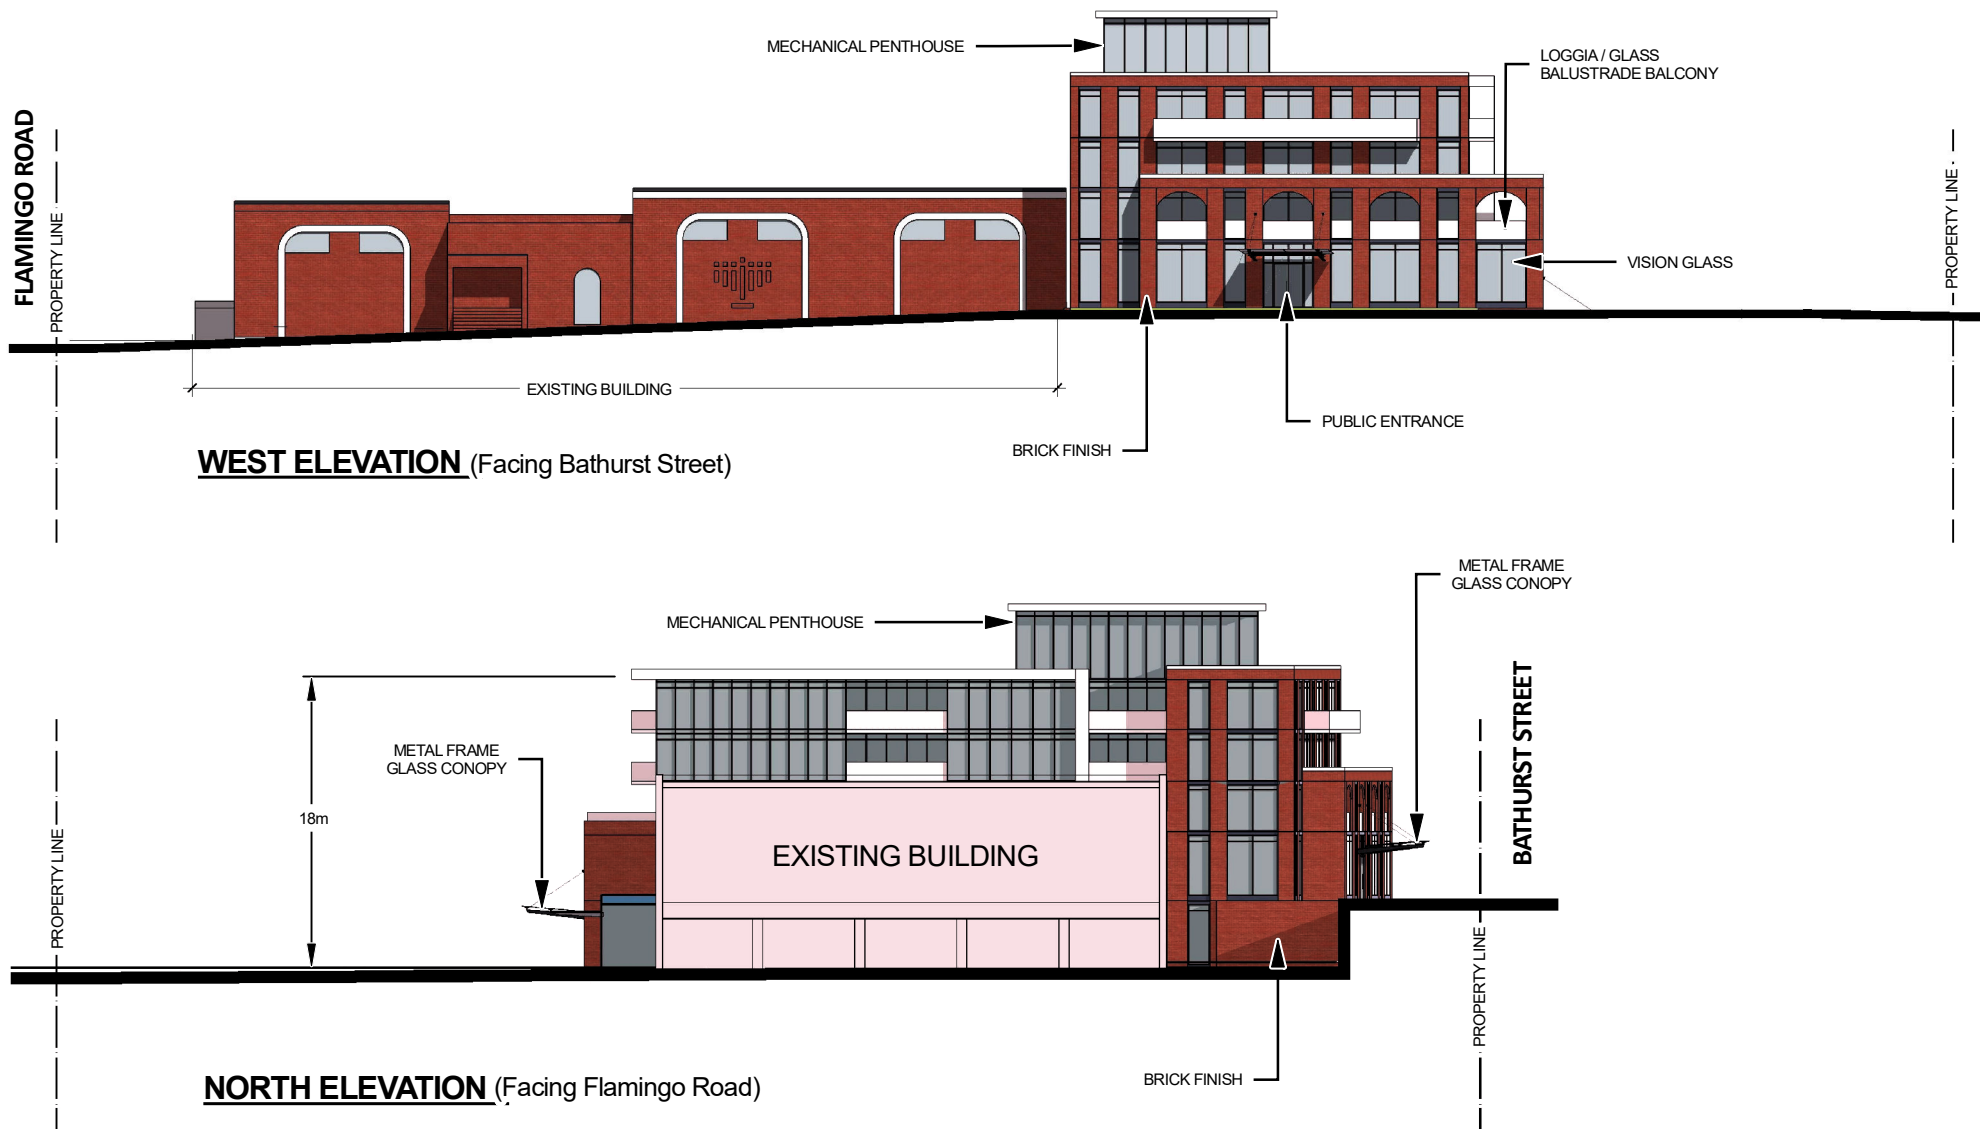 MECHANICAL PENTHOUSE
LOGGIA / GLASS
BALUSTRADE BALCONY
FLAMINGO ROAD
PROPERTY LINE
PROPERTY LINE
VISION GLASS
EXISTING BUILDING
PUBLIC ENTRANCE
BRICK FINISH
WEST ELEVATION (Facing Bathurst Street)
METAL FRAME
GLASS CONOPY
MECHANICAL PENTHOUSE
BATHURST STREET
METAL FRAME
GLASS CONOPY
18m
EXISTING BUILDING
PROPERTY LINE
PROPERTY LINE
BRICK FINISH
NORTH ELEVATION (Facing Flamingo Road)